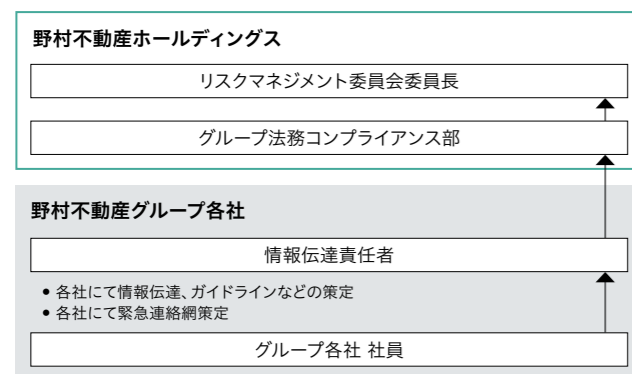 野村不動産ホールディングス
リスクマネジメント委員会委員長
グループ法務コンプライアンス部
野村不動産グループ各社
情報伝達責任者
● 各社にて情報伝達、ガイドラインなどの策定
● 各社にて緊急連絡網策定
グループ各社 社員